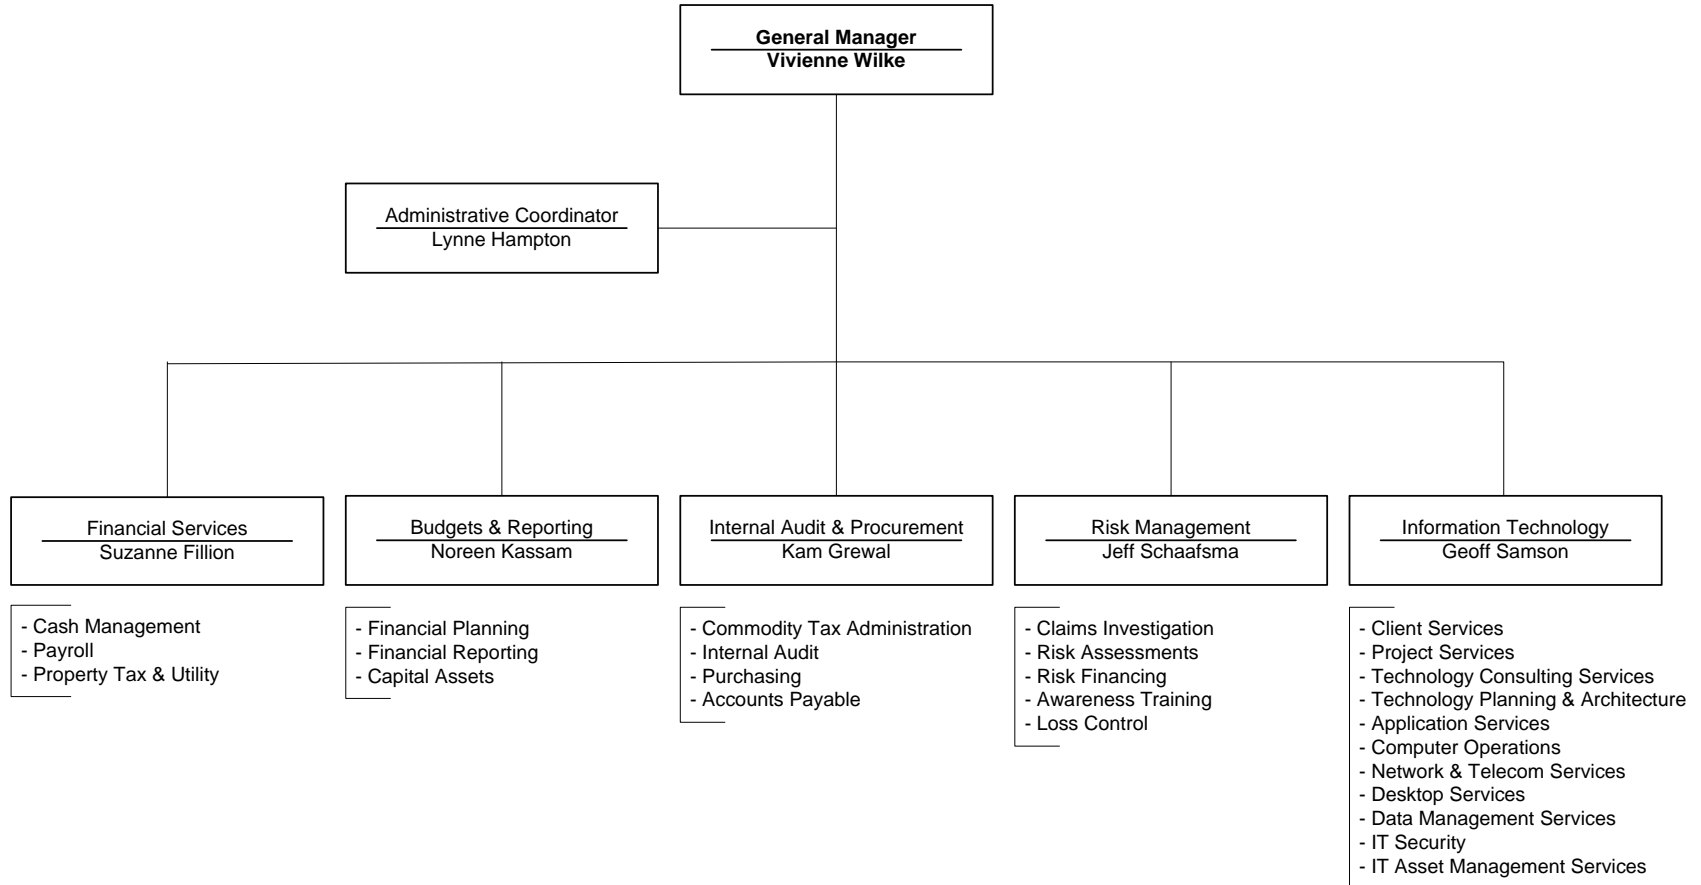 General Manager
Vivienne Wilke
Administrative Coordinator
Lynne Hampton
Financial Services
Suzanne Fillion
- Cash Management
- Payroll
- Property Tax & Utility
Budgets & Reporting
Noreen Kassam
- Financial Planning
- Financial Reporting
- Capital Assets
Internal Audit & Procurement
Kam Grewal
- Commodity Tax Administration
- Internal Audit
- Purchasing
- Accounts Payable
Risk Management
Jeff Schaafsma
- Claims Investigation
- Risk Assessments
- Risk Financing
- Awareness Training
- Loss Control
Information Technology
Geoff Samson
- Client Services
- Project Services
- Technology Consulting Services
- Technology Planning & Architecture
- Application Services
- Computer Operations
- Network & Telecom Services
- Desktop Services
- Data Management Services
- IT Security
- IT Asset Management Services